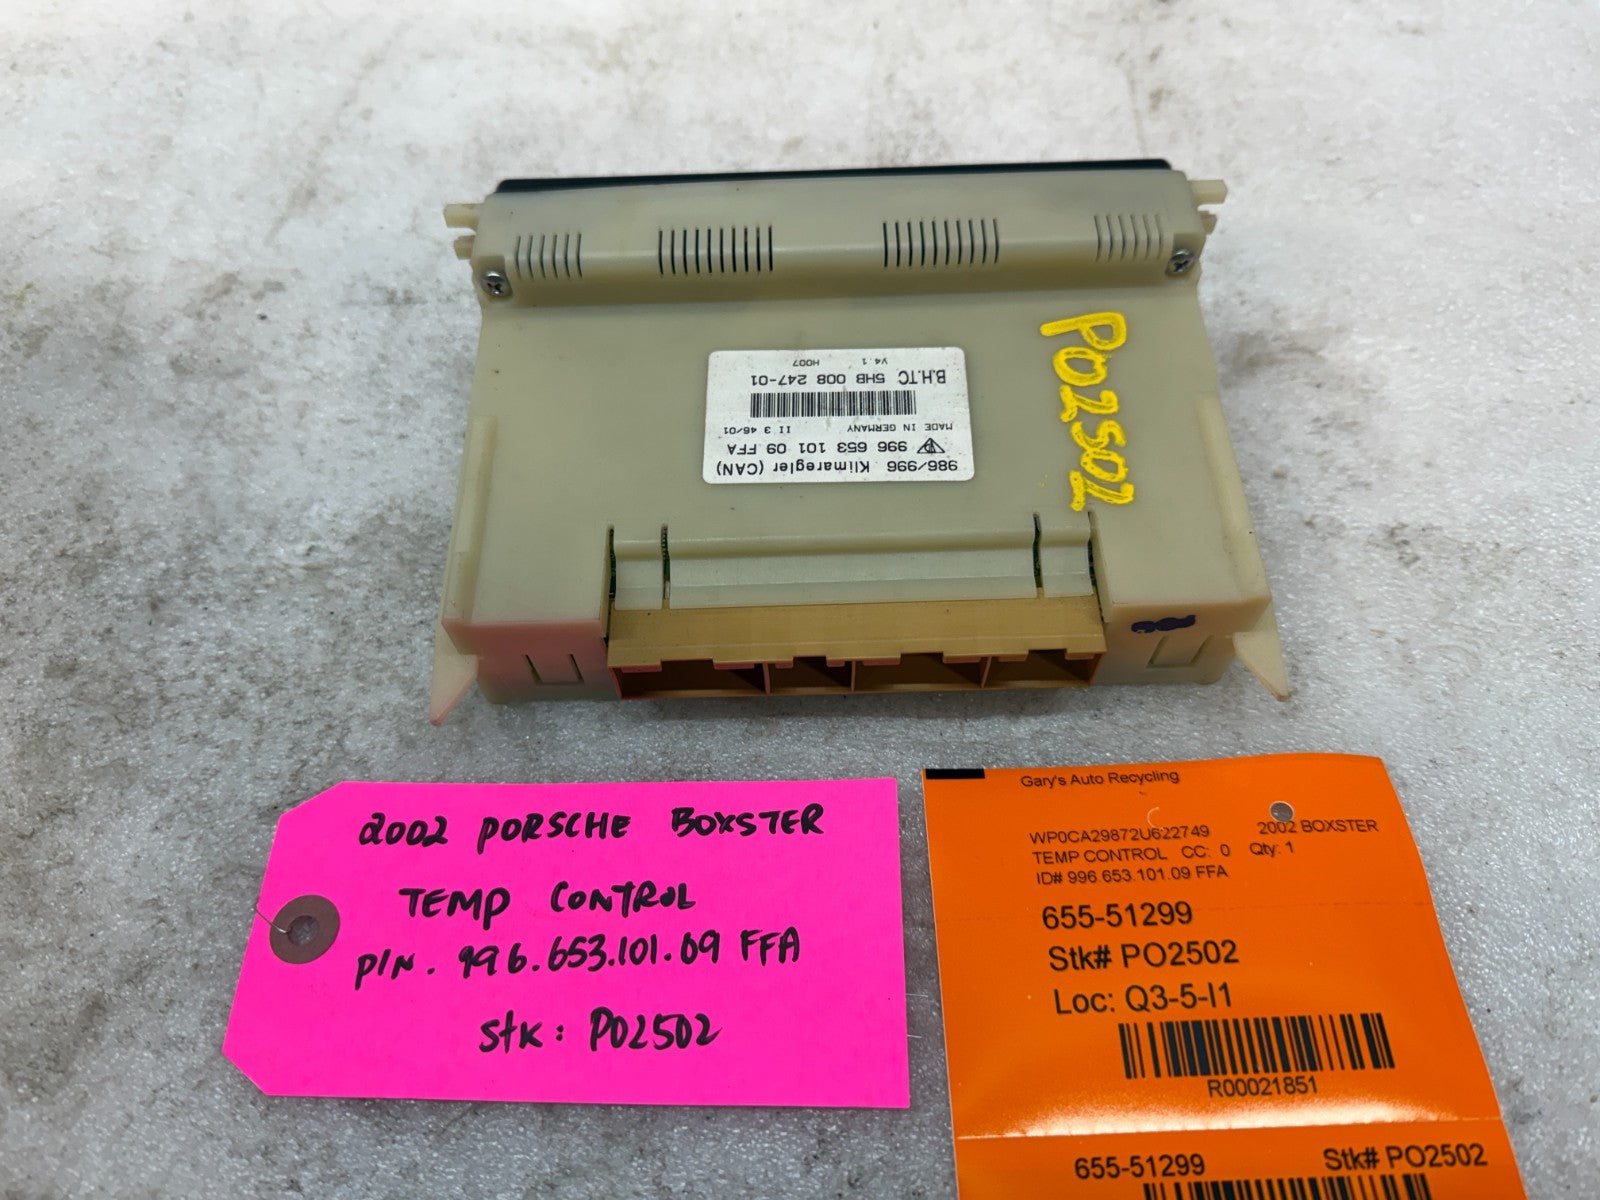 986/996 Klimaregler (CAN)
996 653 101 09 FFA
MADE IN GERMANY II 3 46/01
B.H.TC 5HB 008 247-01
V4.1 H007
PO2502
2002 PORSCHE BOXSTER
TEMP CONTROL
P/N. 996.653.101.09 FFA
Stk: PO2502
Gary's Auto Recycling
WP0CA29872U622749 2002 BOXSTER
TEMP CONTROL CC: 0 Qty: 1
ID# 996.653.101.09 FFA
655-51299
Stk# PO2502
Loc: Q3-5-I1
R00021851
655-51299 Stk# PO2502